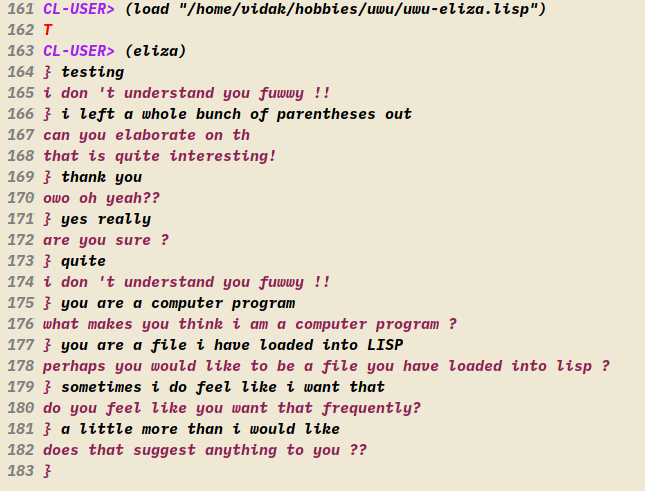 161 CL-USER> (load "/home/vidak/hobbies/uwu/uwu-eliza.lisp")
162 T
163 CL-USER> (eliza)
164 } testing
165 i don 't understand you fuwwy !!
166 } i left a whole bunch of parentheses out
167 can you elaborate on th
168 that is quite interesting!
169 } thank you
170 owo oh yeah??
171 } yes really
172 are you sure ?
173 } quite
174 i don 't understand you fuwwy !!
175 } you are a computer program
176 what makes you think i am a computer program ?
177 } you are a file i have loaded into LISP
178 perhaps you would like to be a file you have loaded into lisp ?
179 } sometimes i do feel like i want that
180 do you feel like you want that frequently?
181 } a little more than i would like
182 does that suggest anything to you ??
183 }